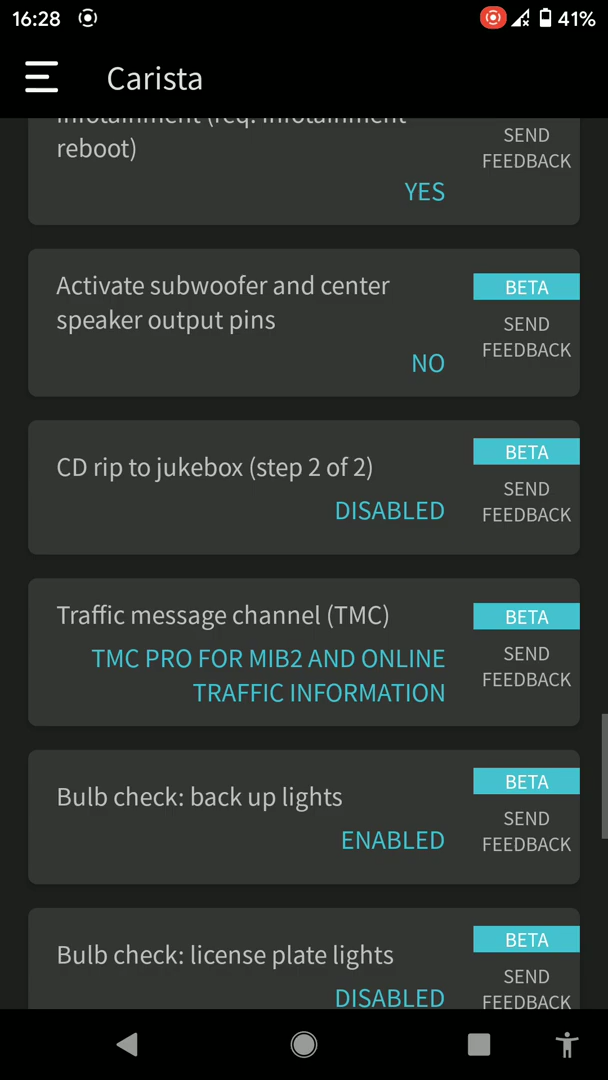 16:28
41%
Carista
infotainment (req. infotainment
reboot)
YES
SEND
FEEDBACK
Activate subwoofer and center
speaker output pins
NO
BETA
SEND
FEEDBACK
CD rip to jukebox (step 2 of 2)
DISABLED
BETA
SEND
FEEDBACK
Traffic message channel (TMC)
TMC PRO FOR MIB2 AND ONLINE
TRAFFIC INFORMATION
BETA
SEND
FEEDBACK
Bulb check: back up lights
ENABLED
BETA
SEND
FEEDBACK
Bulb check: license plate lights
DISABLED
BETA
SEND
FEEDBACK